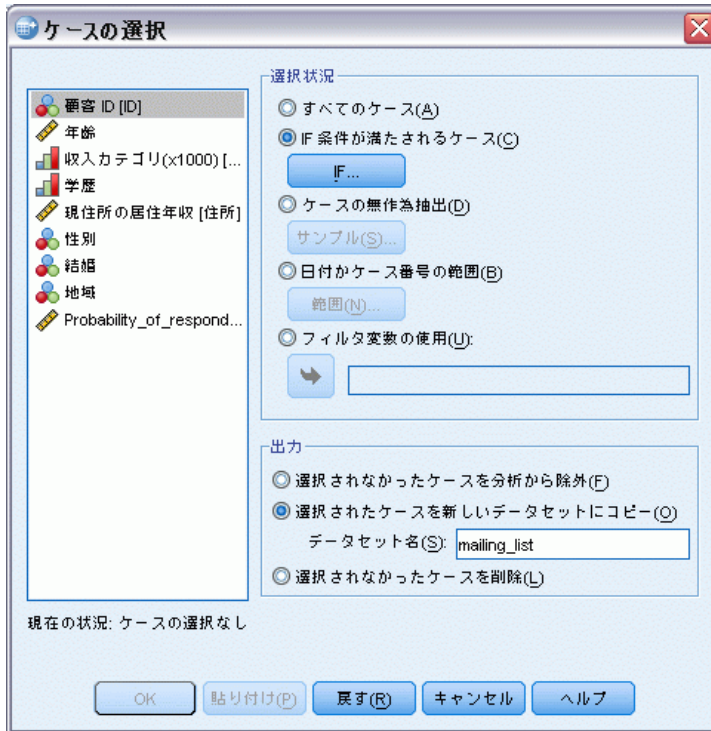 ケースの選択
顧客 ID [ID]
年齢
収入カテゴリ(x1000) [...
学歴
現住所の居住年収 [住所]
性別
結婚
地域
Probability_of_respond...
選択状況
すべてのケース(A)
IF 条件が満たされるケース(C)
IF...
ケースの無作為抽出(D)
サンプル(S)...
日付かケース番号の範囲(B)
範囲(N)...
フィルタ変数の使用(U):
出力
選択されなかったケースを分析から除外(F)
選択されたケースを新しいデータセットにコピー(O)
データセット名(S): mailing_list
選択されなかったケースを削除(L)
現在の状況: ケースの選択なし
OK 貼り付け(P) 戻す(R) キャンセル ヘルプ